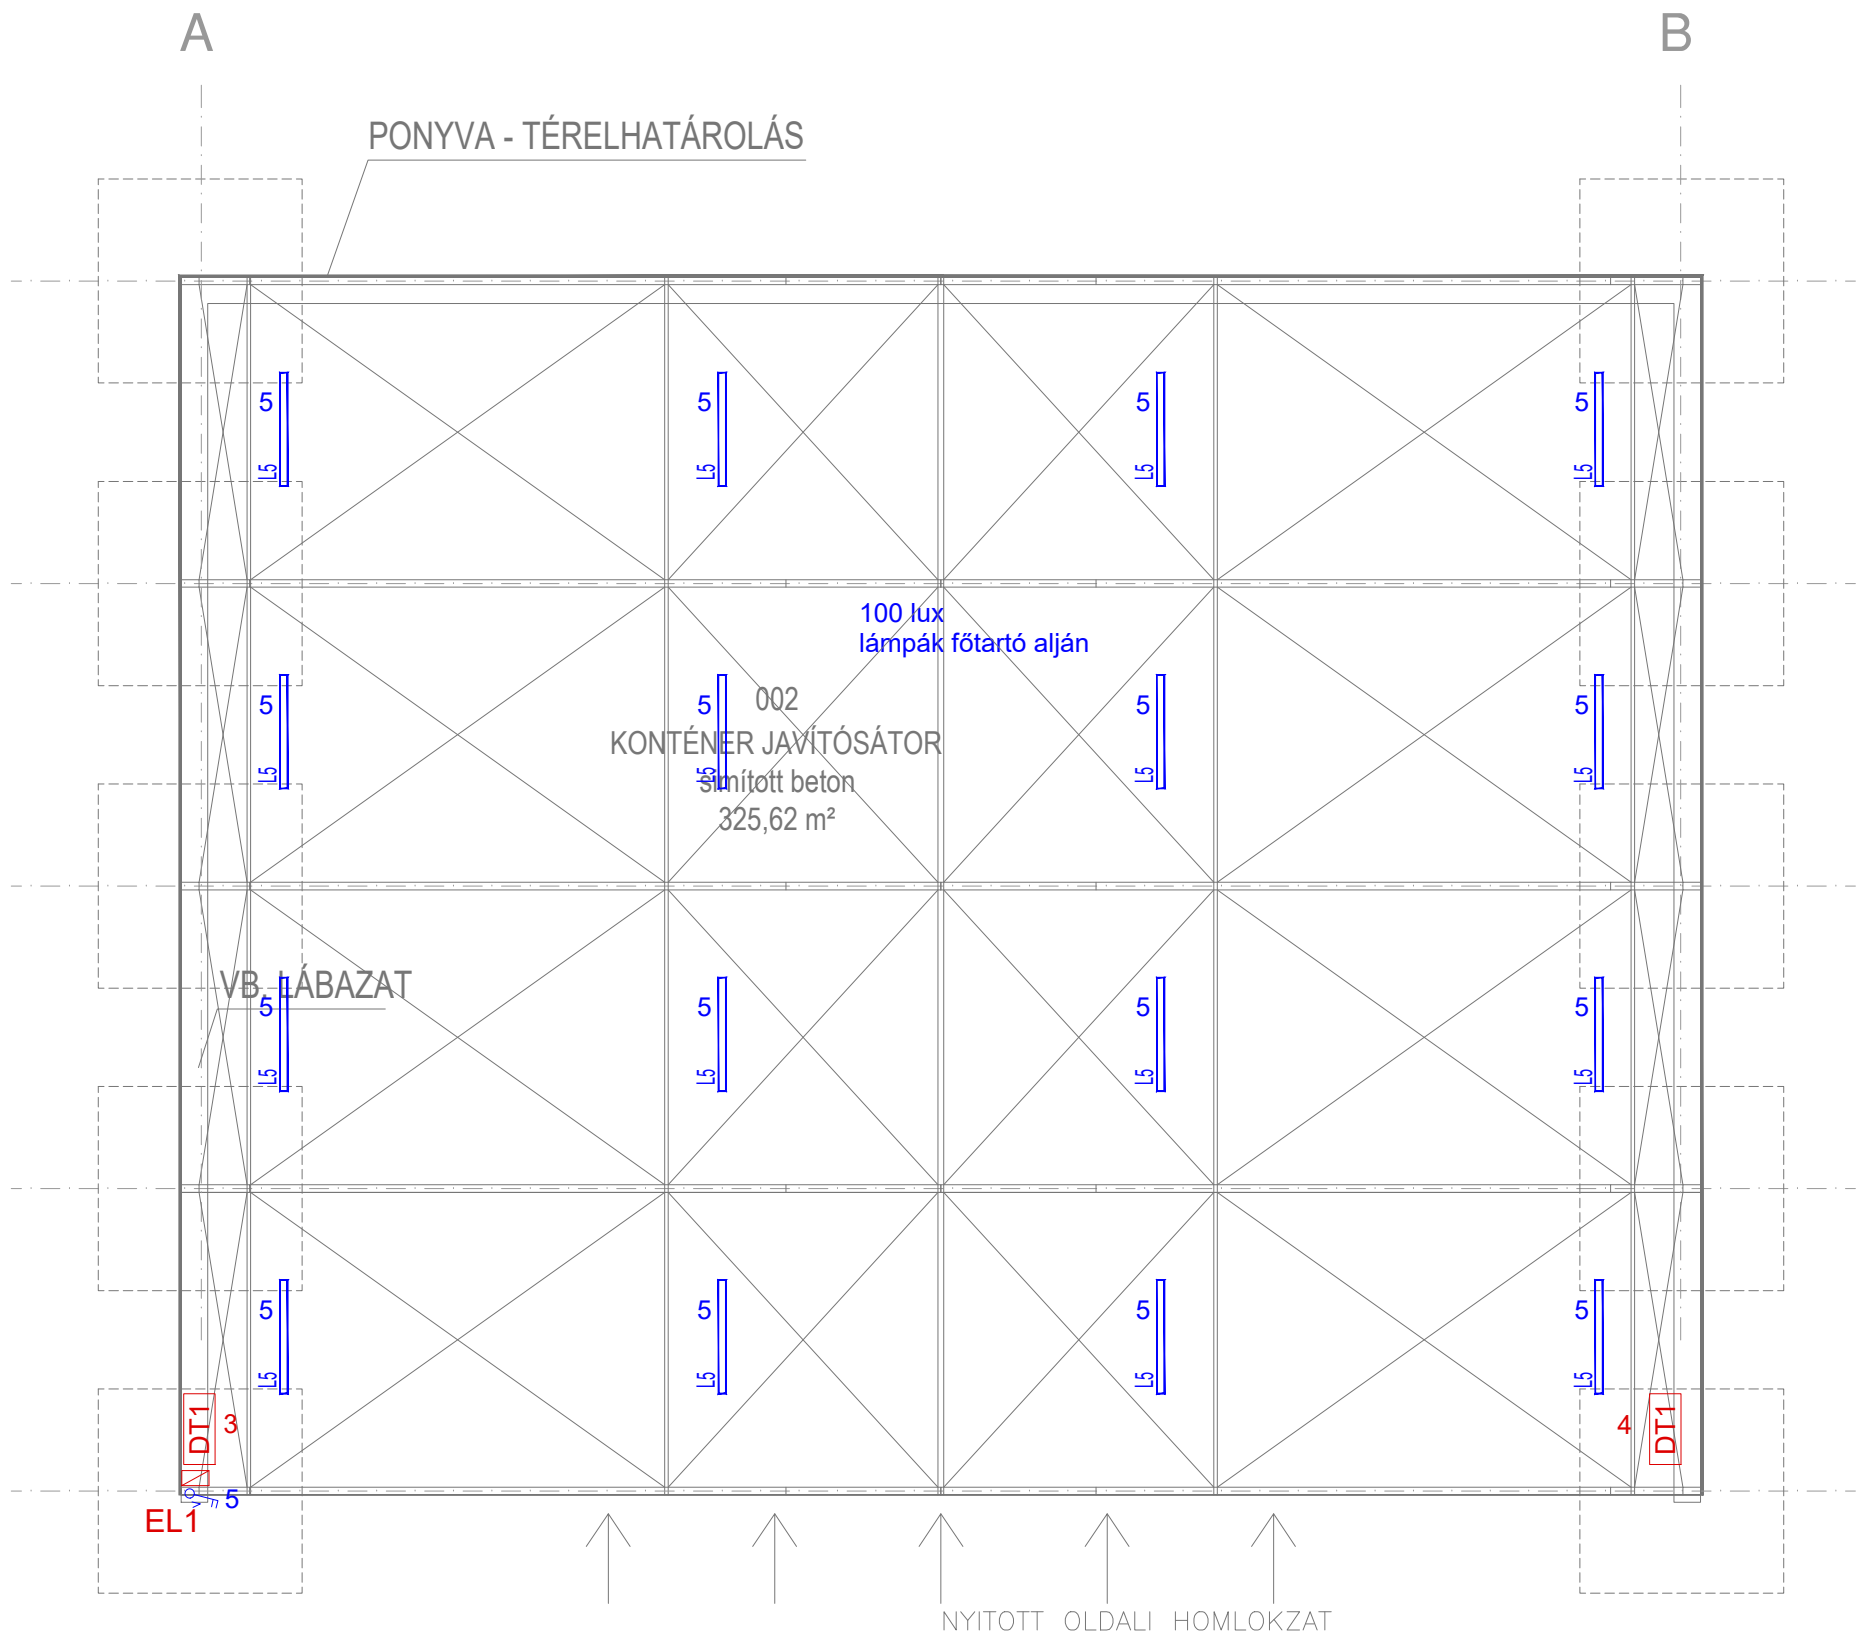 A
B
PONYVA - TÉRELHATÁROLÁS
5
5
5
5
L5
L5
L5
L5
100 lux
lámpák főtartó alján
5
5
5
5
002
KONTÉNER JAVÍTÓSÁTOR
L5
L5
L5
L5
simított beton
325,62 m²
VB. LÁBAZAT
5
5
5
5
L5
L5
L5
L5
5
5
5
5
L5
L5
L5
L5
DT1
3
4
DT1
5
EL1
NYITOTT OLDALI HOMLOKZAT